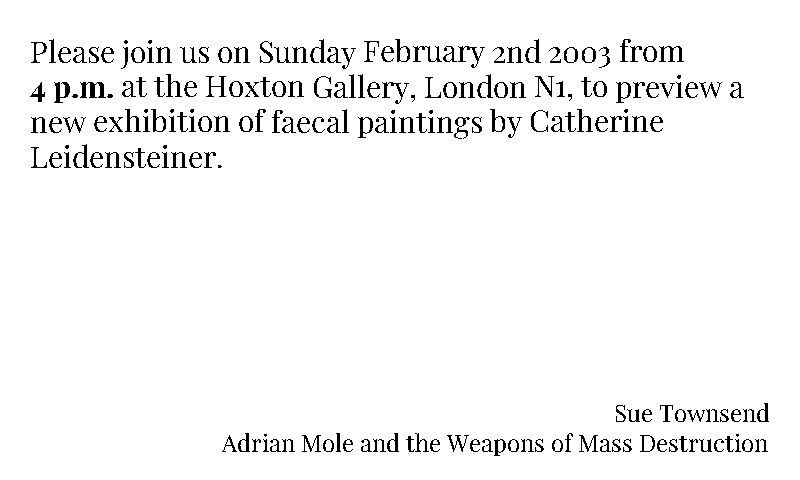 Please join us on Sunday February 2nd 2003 from
4 p.m. at the Hoxton Gallery, London N1, to preview a
new exhibition of faecal paintings by Catherine
Leidensteiner.
Sue Townsend
Adrian Mole and the Weapons of Mass Destruction